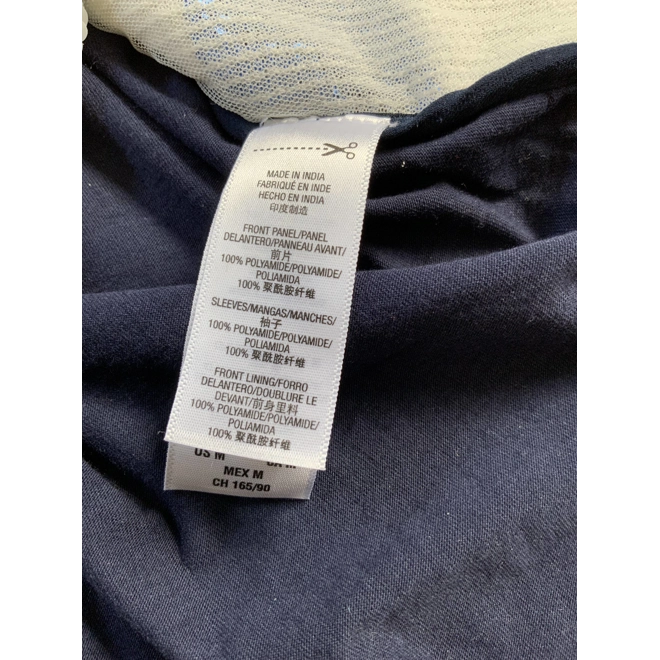 MADE IN INDIA
FABRIQUÉ EN INDE
HECHO EN INDIA
印度制造
FRONT PANEL/PANEL
DELANTERO/PANNEAU AVANT/
前片
100% POLYAMIDE/POLYAMIDE/
POLIAMIDA
100% 聚酰胺纤维
SLEEVES/MANGAS/MANCHES/
袖子
100% POLYAMIDE/POLYAMIDE/
POLIAMIDA
100% 聚酰胺纤维
FRONT LINING/FORRO
DELANTERO/DOUBLURE LE
DEVANT/前身里料
100% POLYAMIDE/POLYAMIDE/
POLIAMIDA
100% 聚酰胺纤维
US M
MEX M
CH 165/90